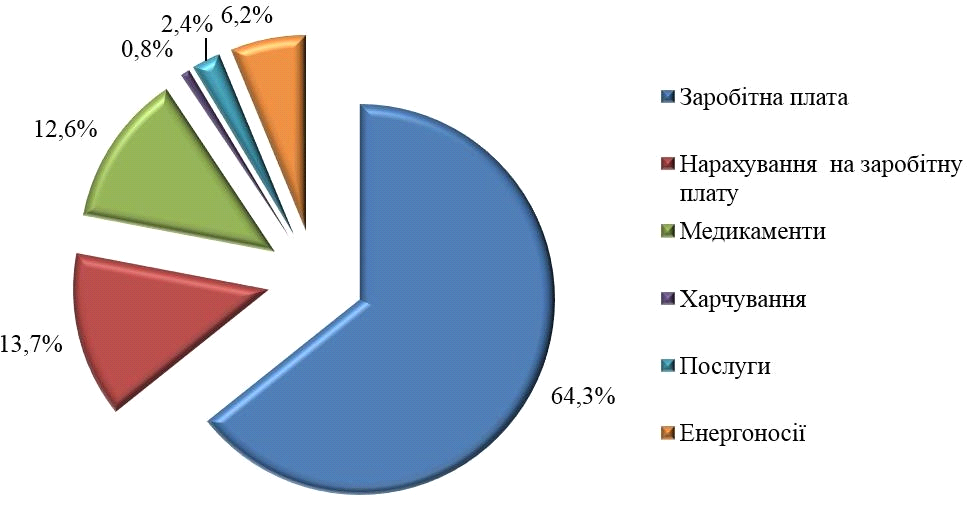 2,4%
6,2%
0,8%
12,6%
13,7%
64,3%
Заробітна плата
Нарахування на заробітну
плату
Медикаменти
Харчування
Послуги
Енергоносії